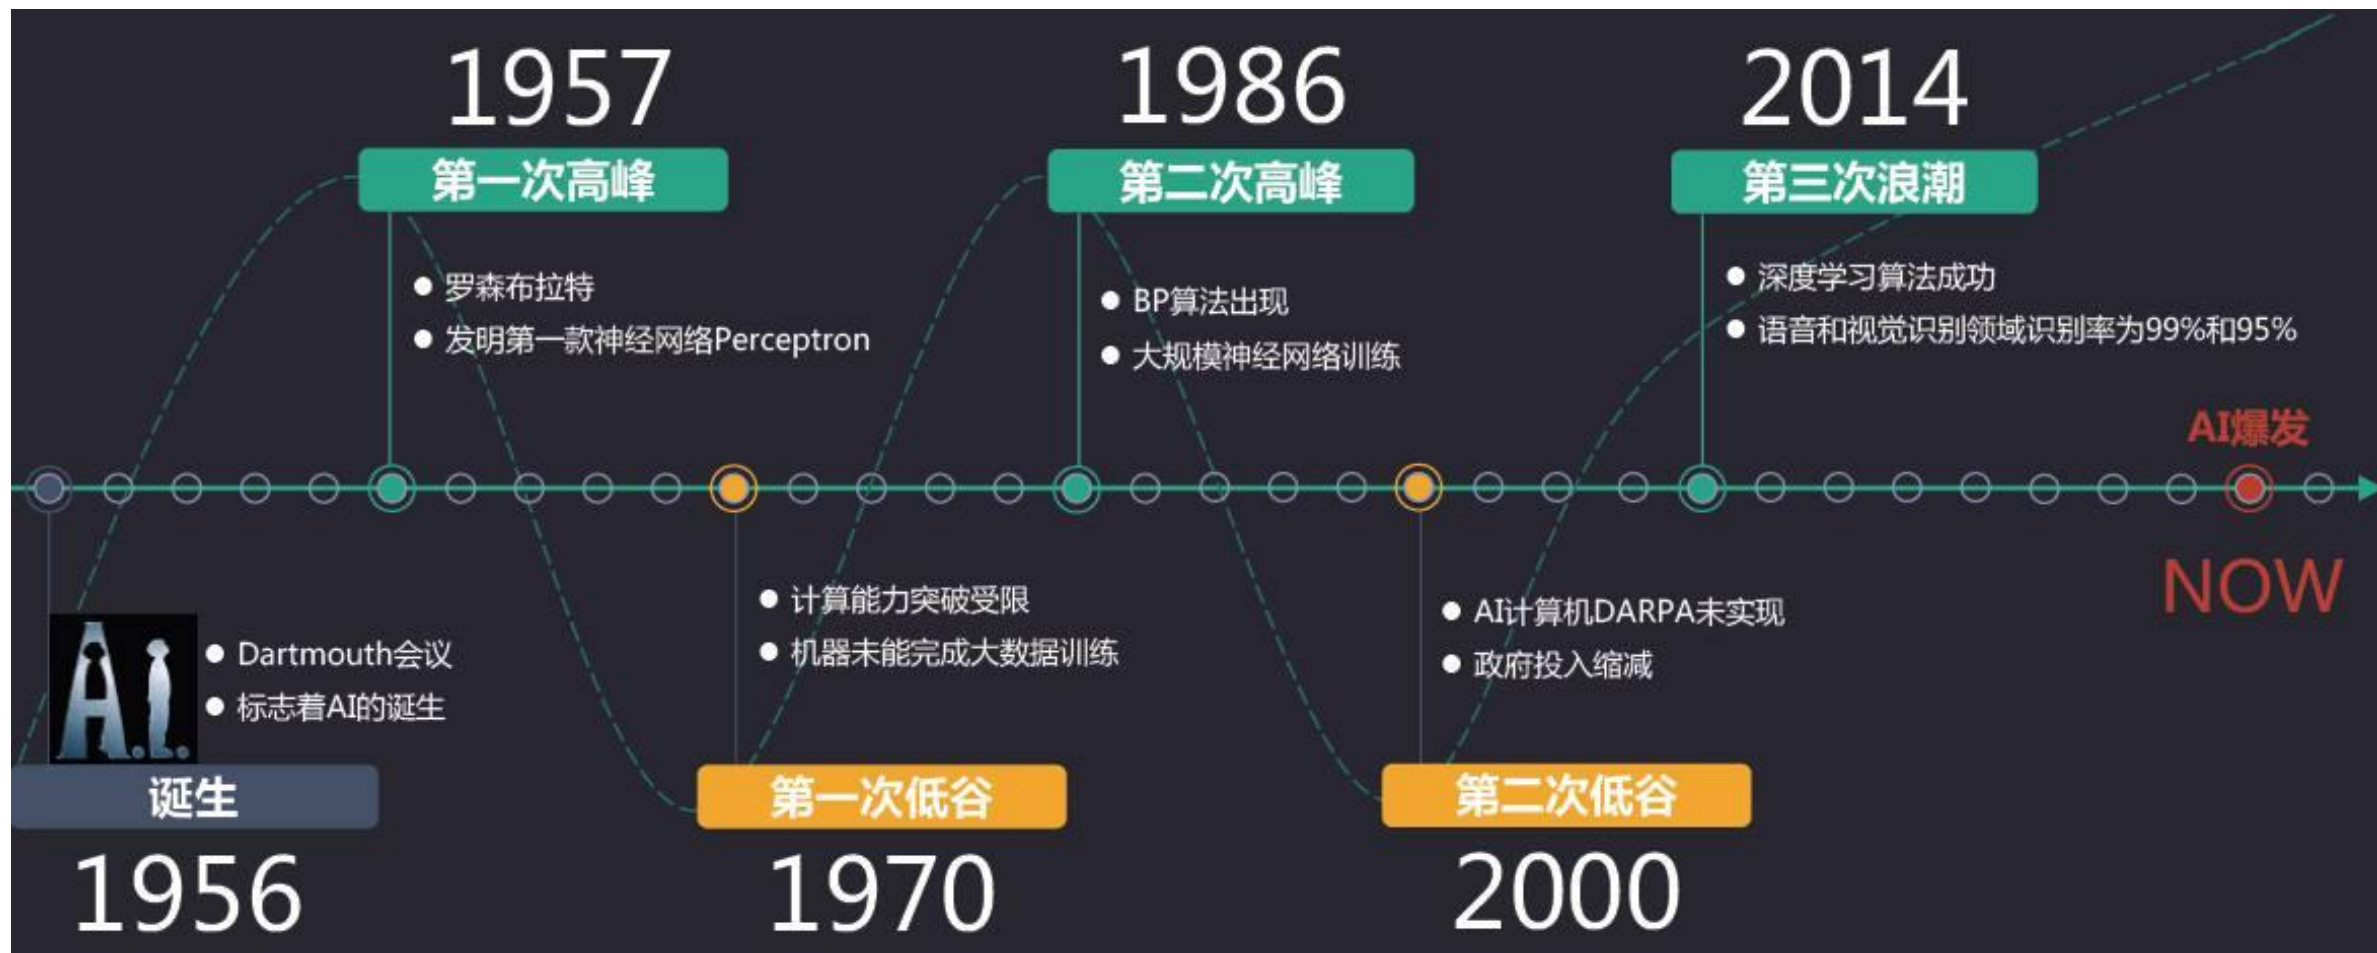 1957
第一次高峰
罗森布拉特
发明第一款神经网络Perceptron
1986
第二次高峰
BP算法出现
大规模神经网络训练
2014
第三次浪潮
深度学习算法成功
语音和视觉识别领域识别率为99%和95%
AI爆发
NOW
A.I.
Dartmouth会议
标志着AI的诞生
诞生
1956
计算能力突破受限
机器未能完成大数据训练
第一次低谷
1970
AI计算机DARPA未实现
政府投入缩减
第二次低谷
2000